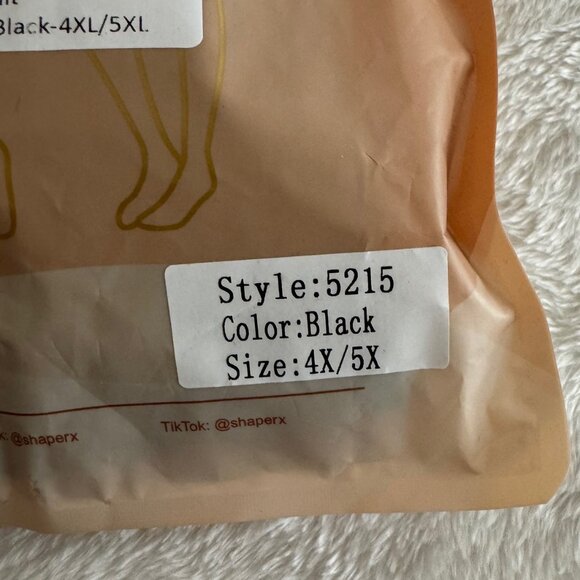 Black-4XL/5XL
Style:5215
Color:Black
Size:4X/5X
@shaperx
TikTok: @shaperx